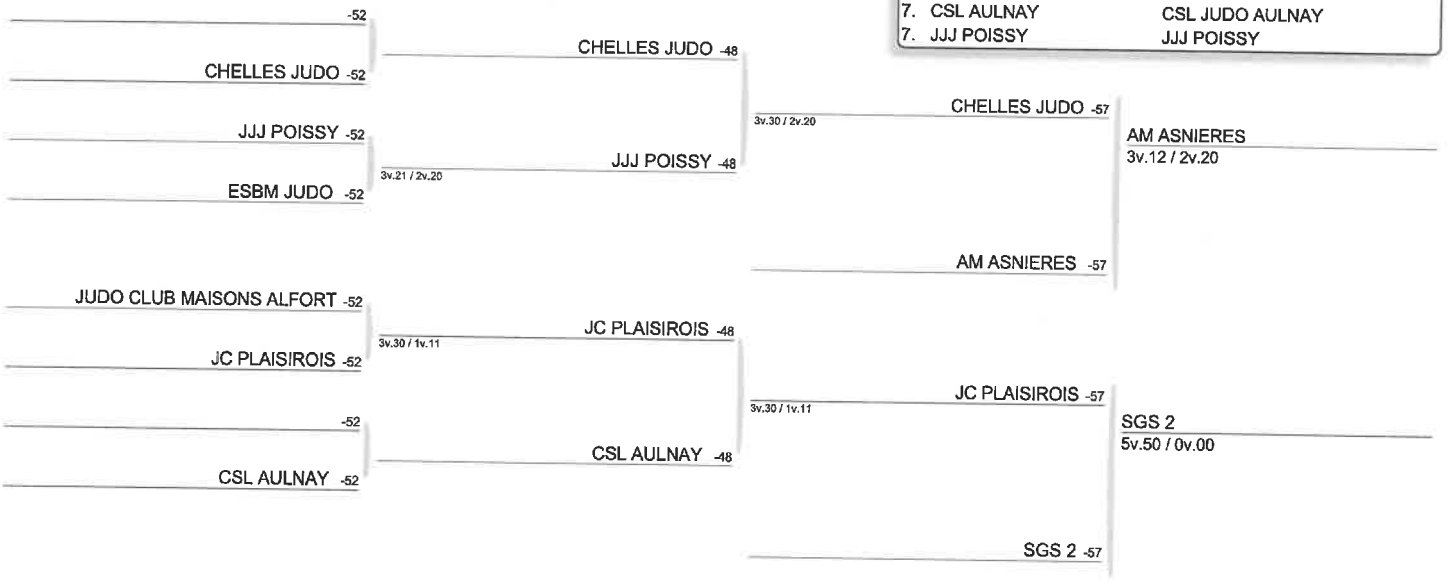 7. CSL AULNAY CSL JUDO AULNAY
7. JJJ POISSY JJJ POISSY
-52
CHELLES JUDO -52
JJJ POISSY -52
ESBM JUDO -52
JUDO CLUB MAISONS ALFORT -52
JC PLAISIROIS -52
-52
CSL AULNAY -52
CHELLES JUDO -48
JJJ POISSY -48
3v.21 / 2v.20
JC PLAISIROIS -48
3v.30 / 1v.11
CSL AULNAY -48
CHELLES JUDO -57
3v.30 / 2v.20
AM ASNIERES -57
JC PLAISIROIS -57
3v.30 / 1v.11
SGS 2 -57
AM ASNIERES
3v.12 / 2v.20
SGS 2
5v.50 / 0v.00